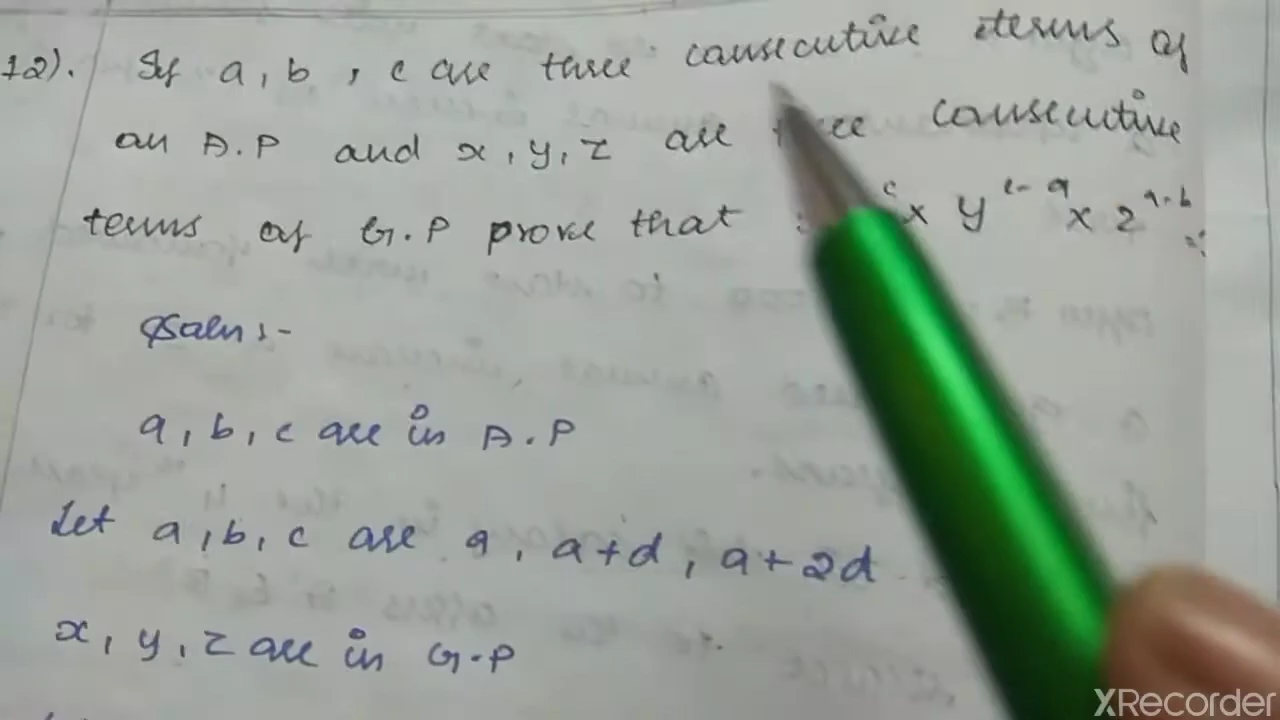 12). If a, b, c are three consecutive terms of
an A.P and x, y, z are consecutive
terms of G.P prove that x y^c-a x z^a-b
Soln :-
a, b, c are in A.P
Let a, b, c are a, a+d, a+2d
x, y, z are in G.P
XRecorder